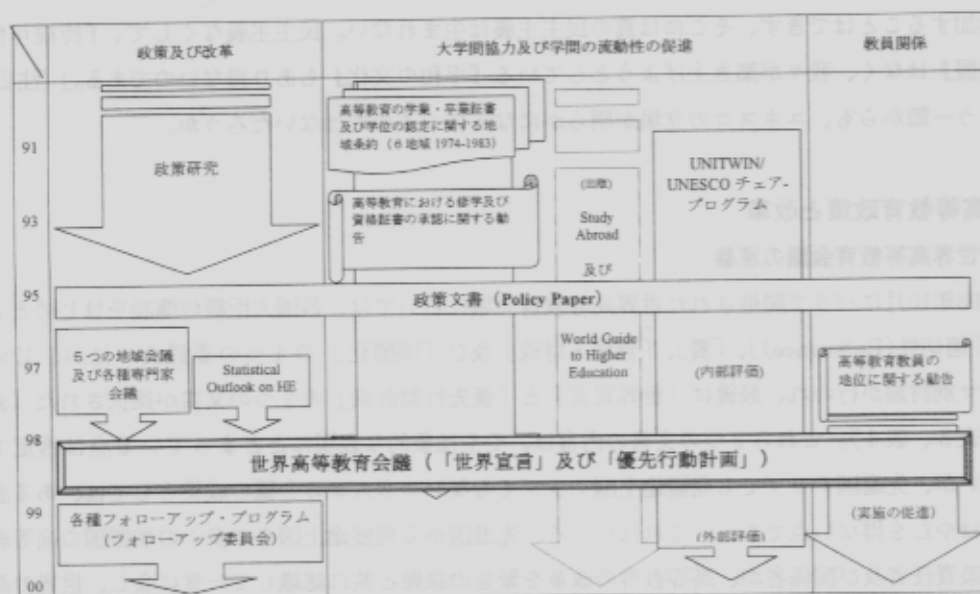 政策及び改革
大学間協力及び学問の流動性の促進
教員関係
91
93
95
97
98
99
00
政策研究
高等教育の学業・卒業証書
及び学位の認定に関する地
域条約（6地域 1974-1983）
高等教育における修学及び
資格証書の承認に関する勧
告
(出版)
Study
Abroad
及び
UNITWIN/
UNESCO チェアｰ
プログラム
政策文書（Policy Paper）
5つの地域会議
及び各種専門家
会議
Statistical
Outlook on HE
World Guide
to Higher
Education
(内部評価)
高等教育教員の
地位に関する勧告
世界高等教育会議（「世界宣言」及び「優先行動計画」）
各種フォローアップ・プログラム
（フォローアップ委員会）
(外部評価)
(実施の促進)